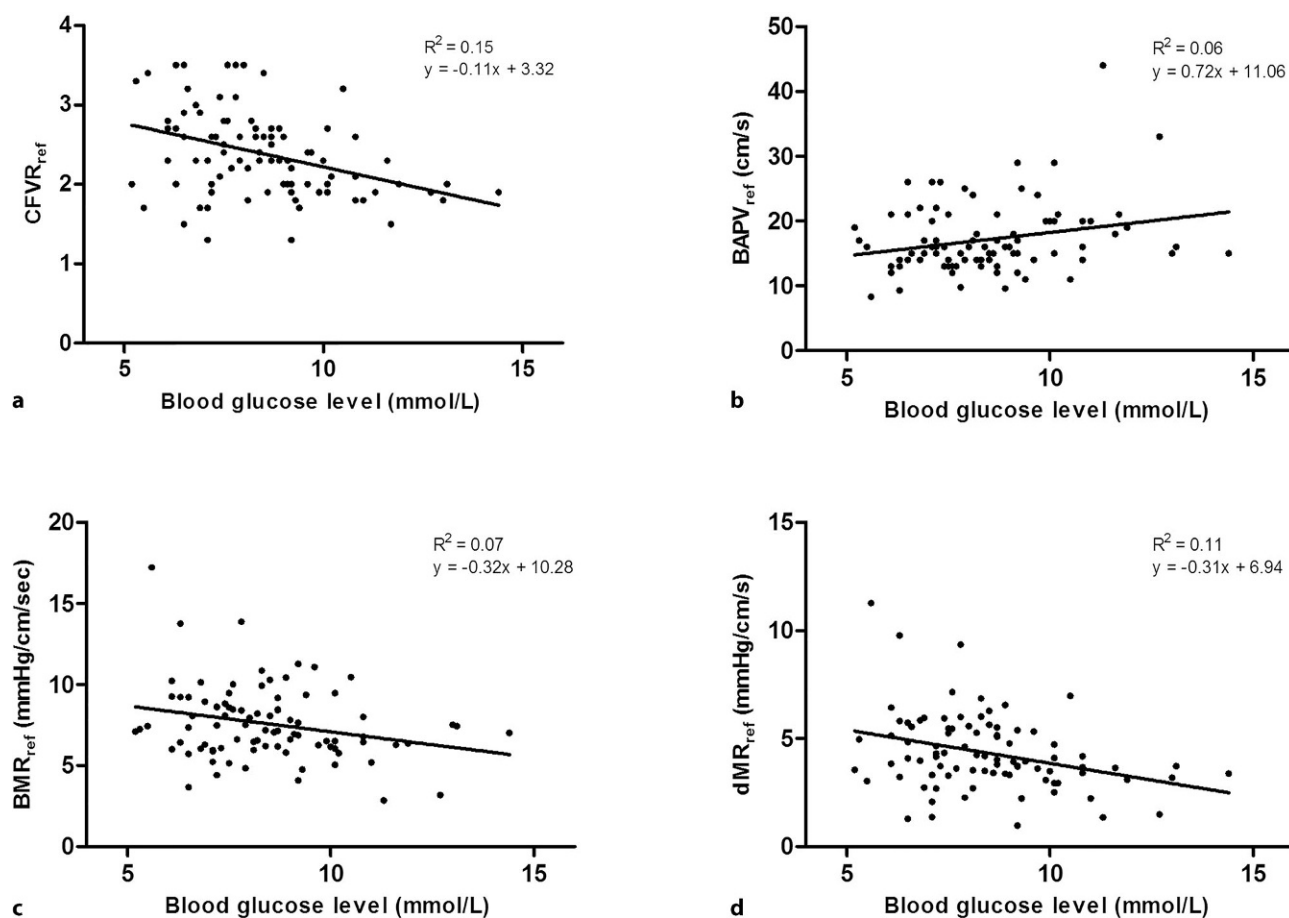 4
3
2
1
0
CFVRref
R2 = 0.15
y = -0.11x + 3.32
5
10
15
Blood glucose level (mmol/L)
a
50
40
30
20
10
0
BAPVref (cm/s)
R2 = 0.06
y = 0.72x + 11.06
5
10
15
Blood glucose level (mmol/L)
b
20
15
10
5
0
BMRref (mmHg/cm/sec)
R2 = 0.07
y = -0.32x + 10.28
5
10
15
Blood glucose level (mmol/L)
c
15
10
5
0
dMRref (mmHg/cm/s)
R2 = 0.11
y = -0.31x + 6.94
5
10
15
Blood glucose level (mmol/L)
d